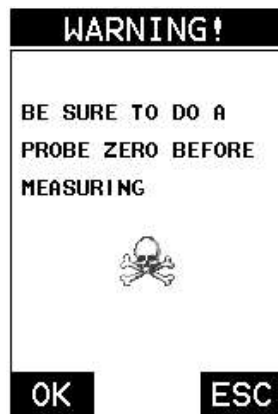 WARNING!
BE SURE TO DO A
PROBE ZERO BEFORE
MEASURING
OK ESC